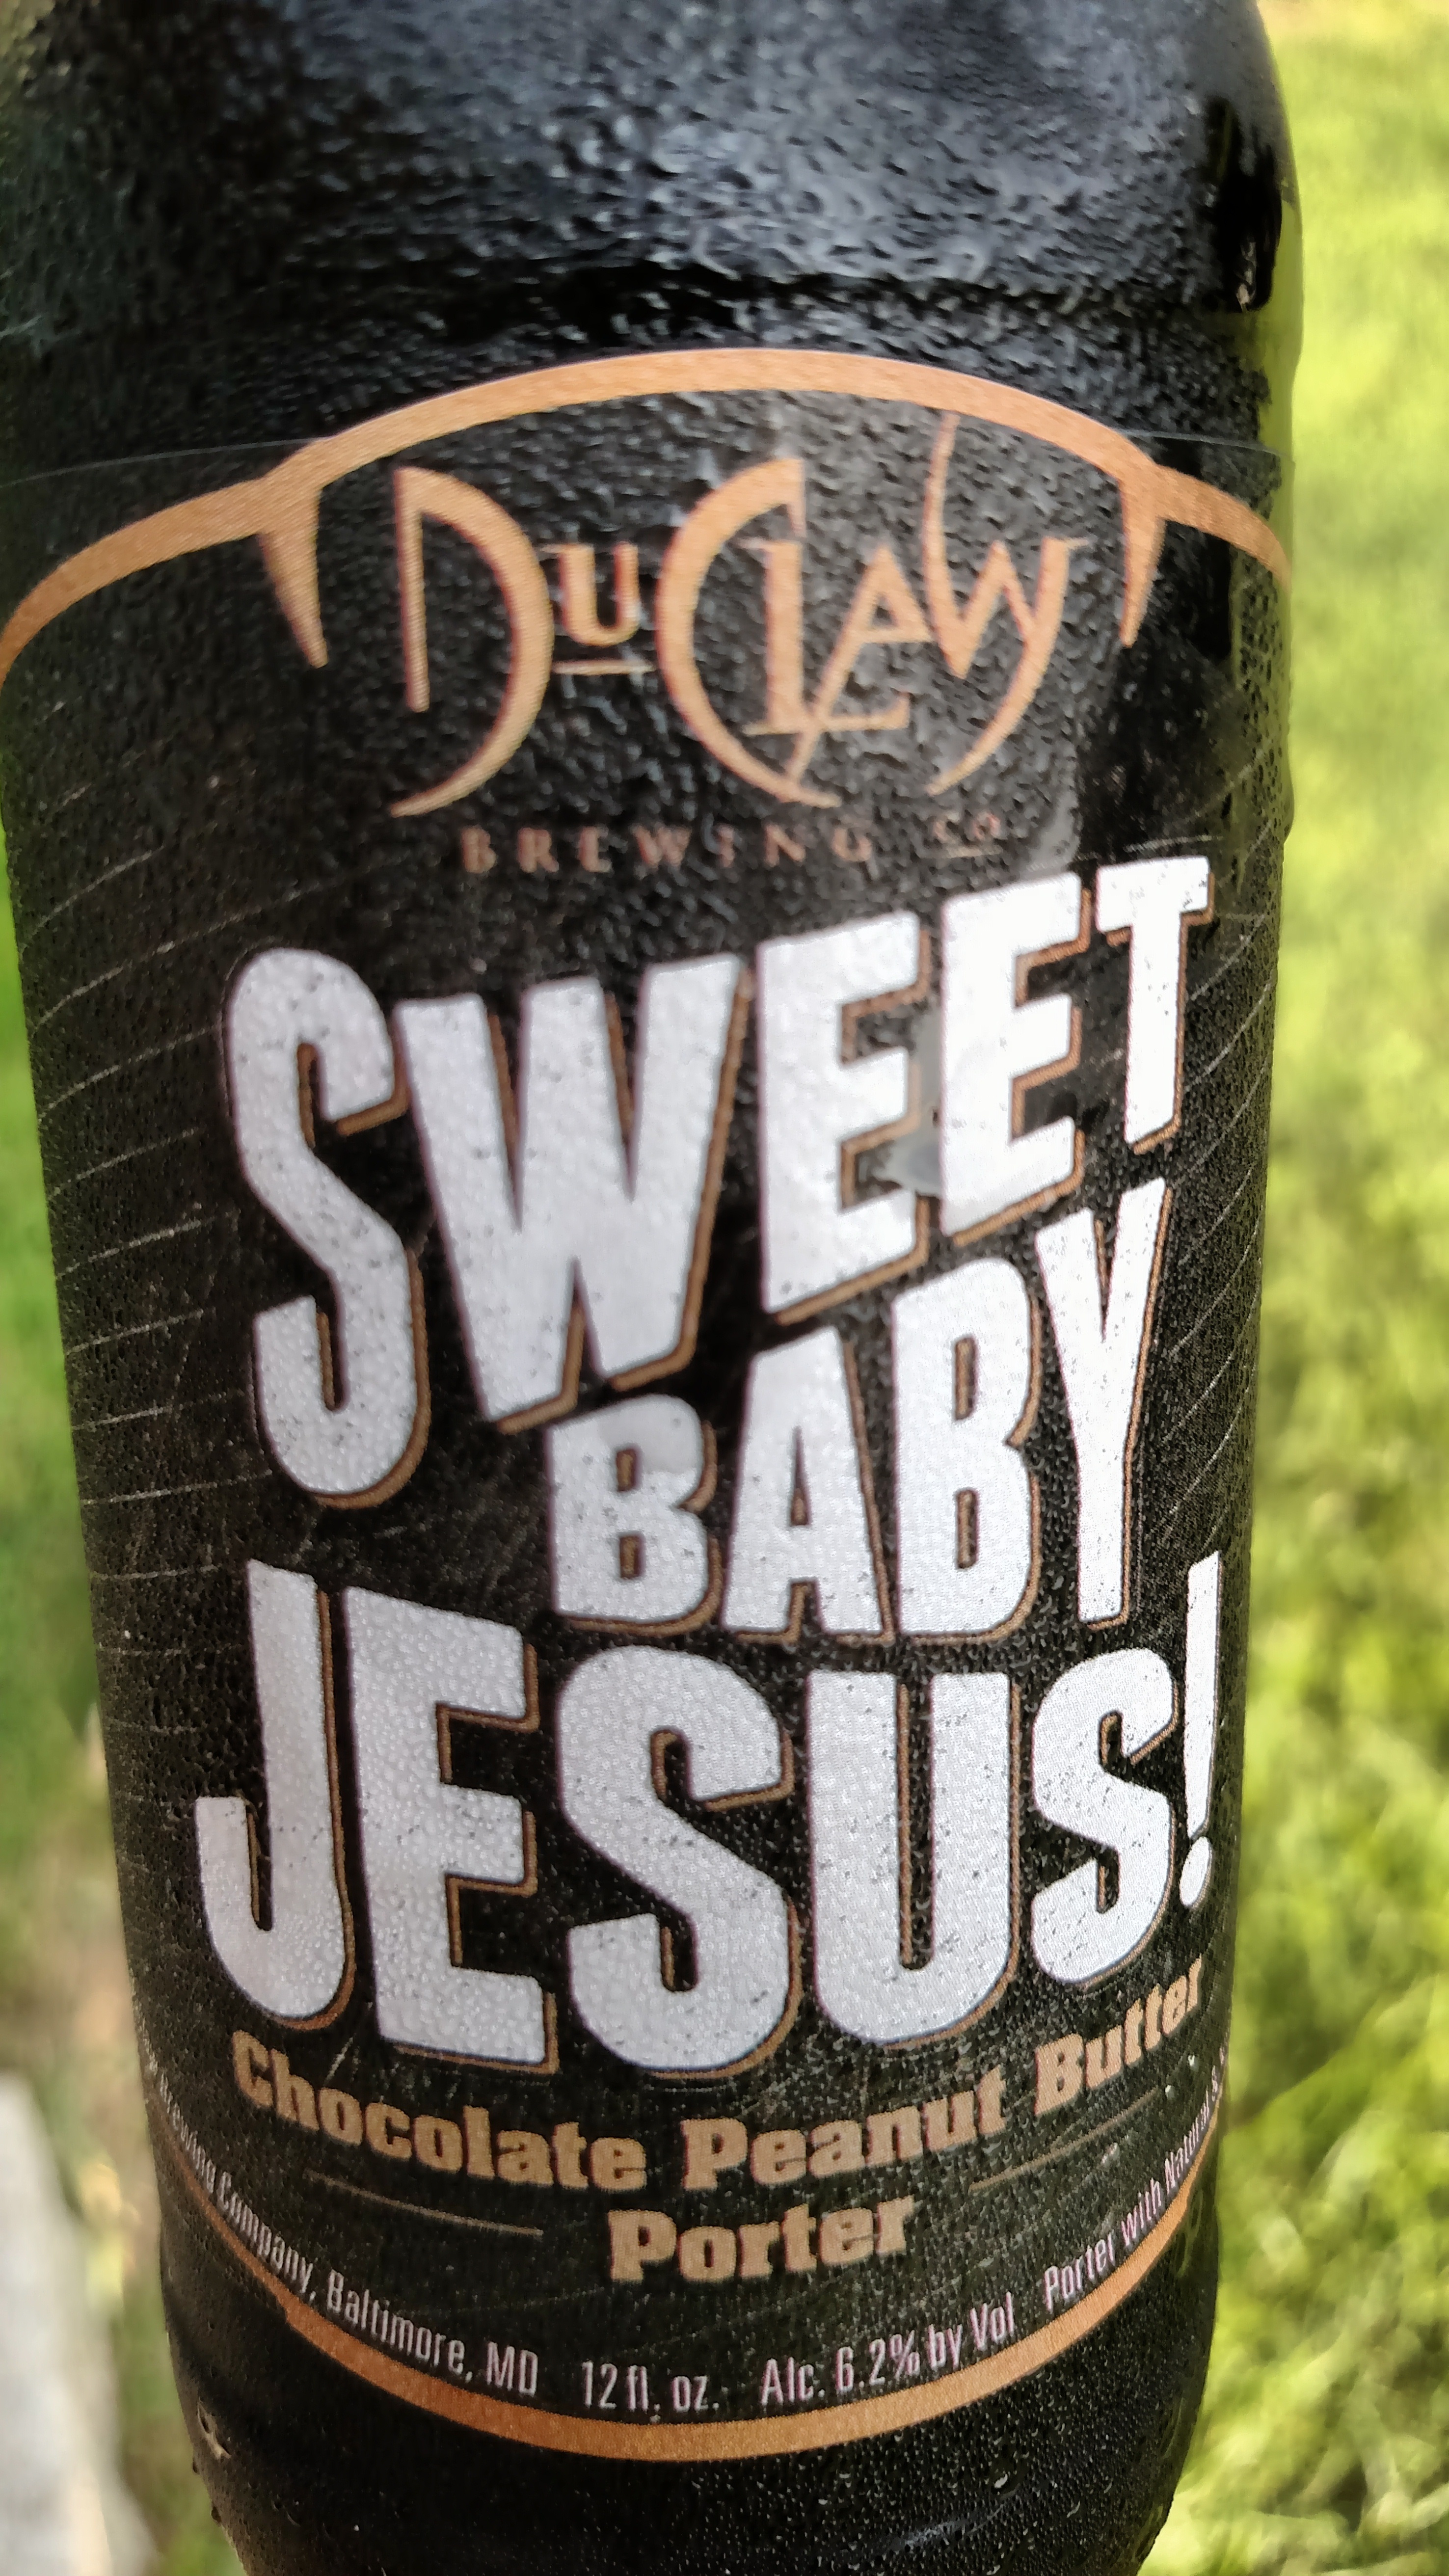 DuClaw
BREWING CO
SWEET
BABY
JESUS!
Chocolate Peanut Butter
Porter
Company, Baltimore, MD 12 fl. oz. Alc. 6.2% by Vol Porter with